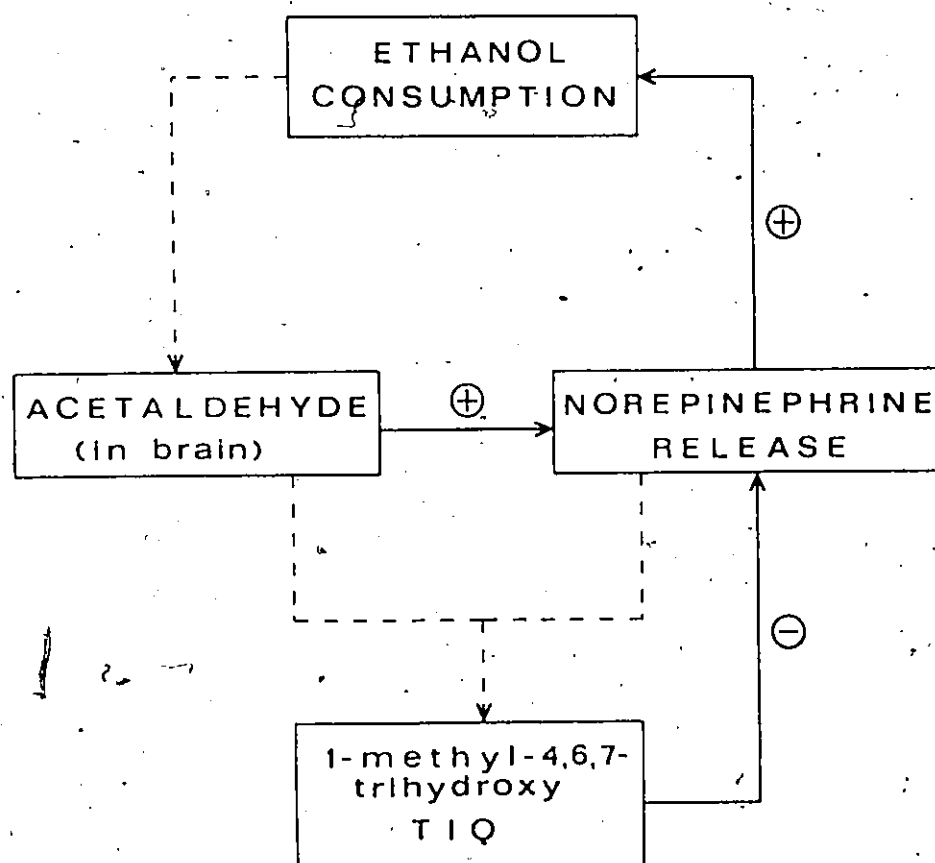 ETHANOL
CONSUMPTION
⊕
ACETALDEHYDE
(in brain)
⊕
NOREPINEPHRINE
RELEASE
⊖
1-methyl-4,6,7-
trihydroxy
TIQ